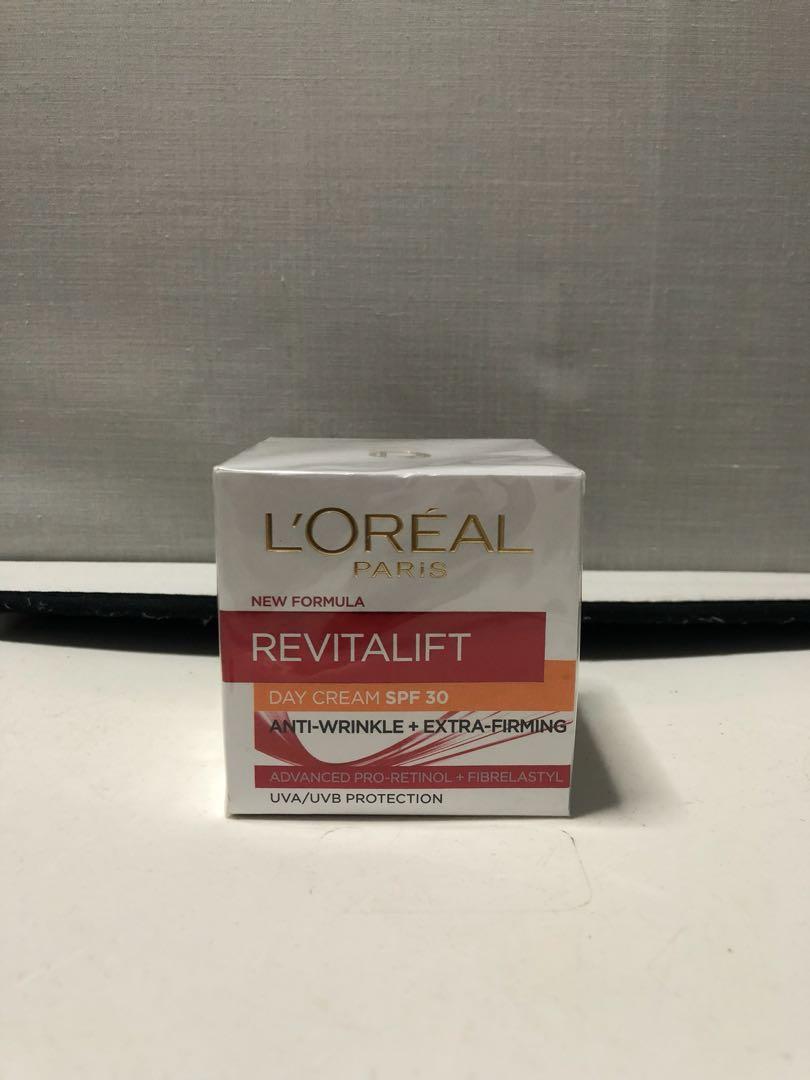 L'ORÉAL
PARiS
NEW FORMULA
REVITALIFT
DAY CREAM SPF 30
ANTI-WRINKLE + EXTRA-FIRMING
ADVANCED PRO-RETINOL + FIBRELASTYL
UVA/UVB PROTECTION